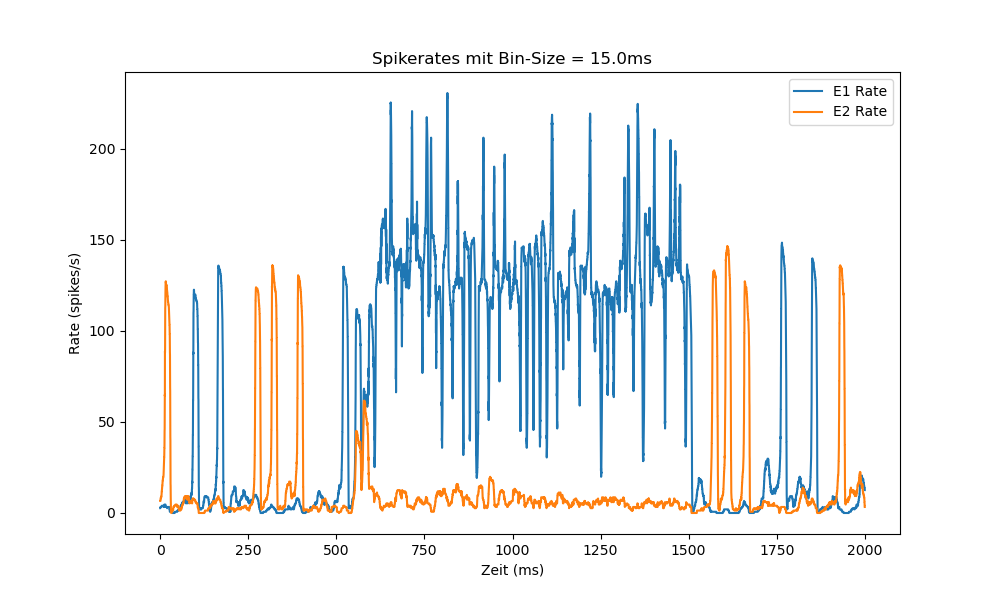 Spikerates mit Bin-Size = 15.0ms
E1 Rate
E2 Rate
200
150
100
50
0
Rate (spikes/s)
0 250 500 750 1000 1250 1500 1750 2000
Zeit (ms)